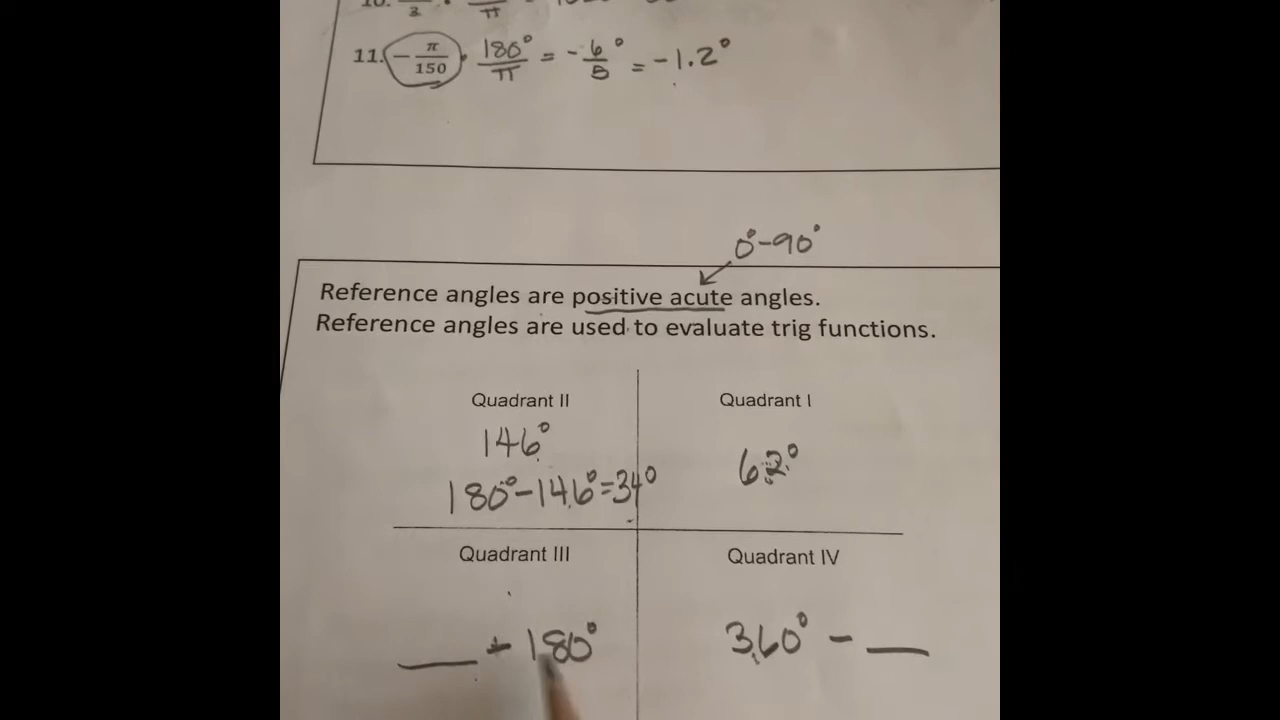 11. -π/150 · 180°/π = -6/5° = -1.2°
0°-90°
Reference angles are positive acute angles.
Reference angles are used to evaluate trig functions.
Quadrant II
Quadrant I
146°
62°
180°-146°=34°
Quadrant III
Quadrant IV
___ - 180°
360° - ___